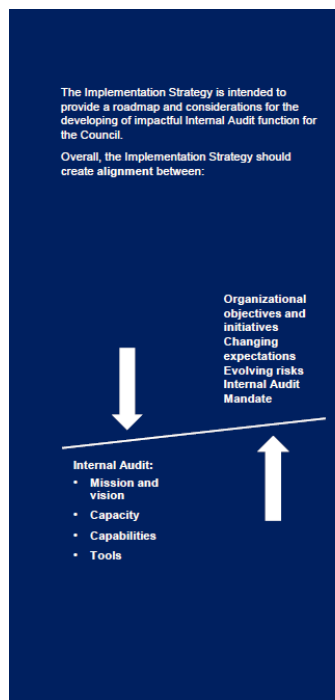 The Implementation Strategy is intended to
provide a roadmap and considerations for the
developing of impactful Internal Audit function for
the Council.
Overall, the Implementation Strategy should
create alignment between:
Organizational
objectives and
initiatives
Changing
expectations
Evolving risks
Internal Audit
Mandate
Internal Audit:
• Mission and
vision
• Capacity
• Capabilities
• Tools